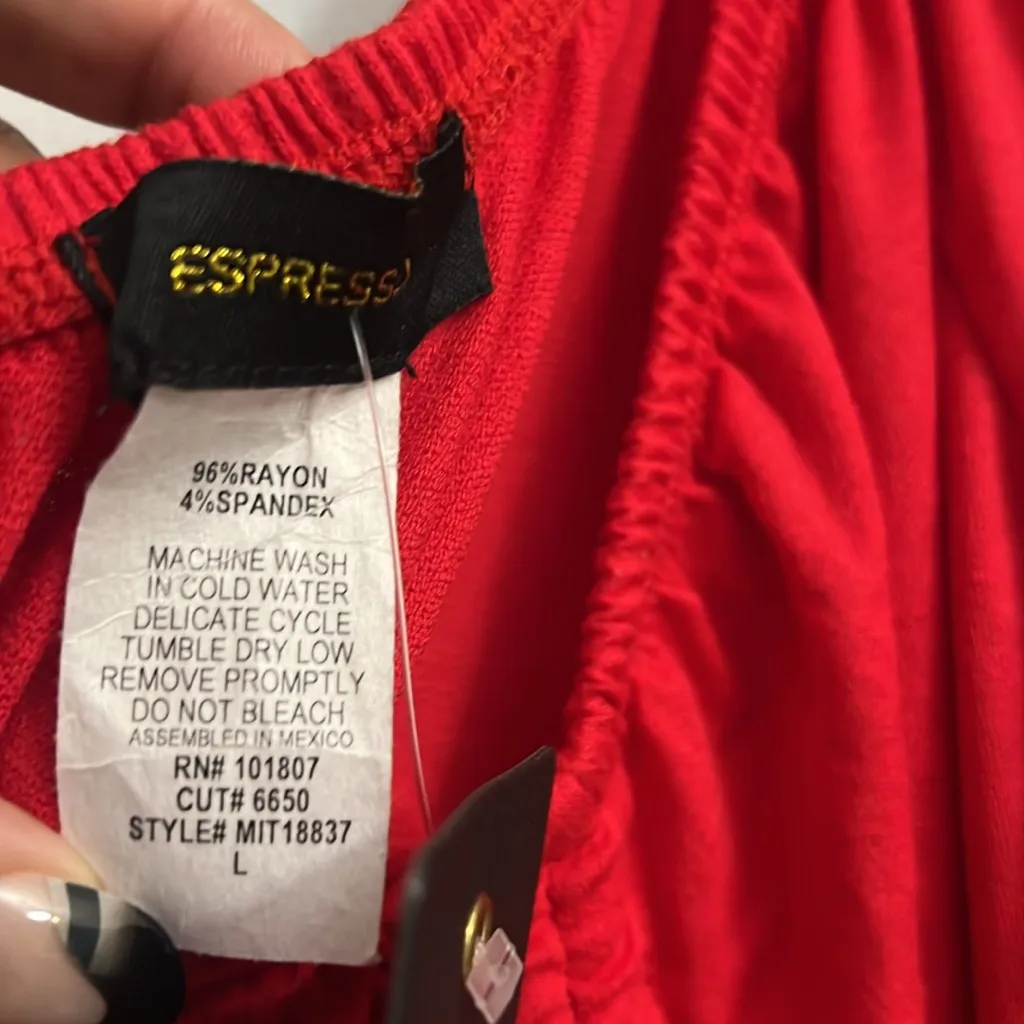 ESPRESS
96%RAYON
4%SPANDEX
MACHINE WASH
IN COLD WATER
DELICATE CYCLE
TUMBLE DRY LOW
REMOVE PROMPTLY
DO NOT BLEACH
ASSEMBLED IN MEXICO
RN# 101807
CUT# 6650
STYLE# MIT18837
L